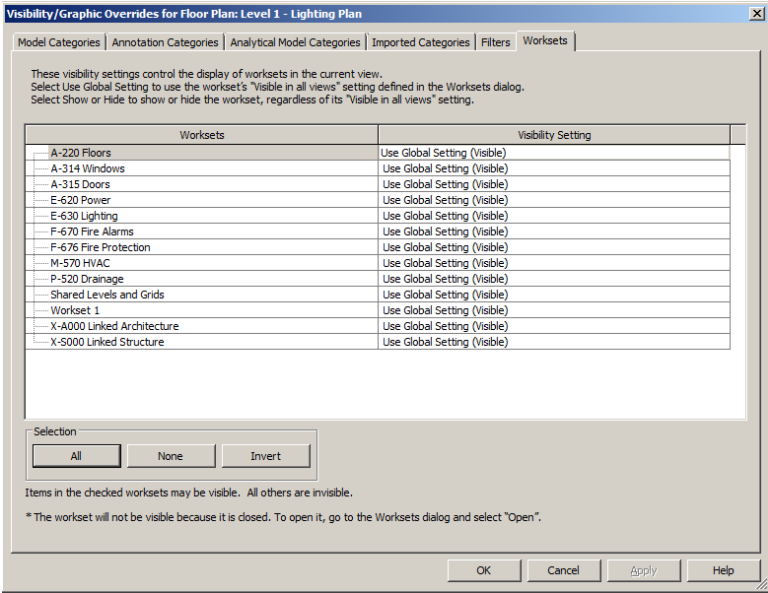 Visibility/Graphic Overrides for Floor Plan: Level 1 - Lighting Plan
Model Categories Annotation Categories Analytical Model Categories Imported Categories Filters Worksets
These visibility settings control the display of worksets in the current view.
Select Use Global Setting to use the workset's "Visible in all views" setting defined in the Worksets dialog.
Select Show or Hide to show or hide the workset, regardless of its "Visible in all views" setting.
Worksets Visibility Setting
A-220 Floors Use Global Setting (Visible)
A-314 Windows Use Global Setting (Visible)
A-315 Doors Use Global Setting (Visible)
E-620 Power Use Global Setting (Visible)
E-630 Lighting Use Global Setting (Visible)
F-670 Fire Alarms Use Global Setting (Visible)
F-676 Fire Protection Use Global Setting (Visible)
M-570 HVAC Use Global Setting (Visible)
P-520 Drainage Use Global Setting (Visible)
Shared Levels and Grids Use Global Setting (Visible)
Workset 1 Use Global Setting (Visible)
X-A000 Linked Architecture Use Global Setting (Visible)
X-S000 Linked Structure Use Global Setting (Visible)
Selection
All None Invert
Items in the checked worksets may be visible. All others are invisible.
* The workset will not be visible because it is closed. To open it, go to the Worksets dialog and select "Open".
OK Cancel Apply Help